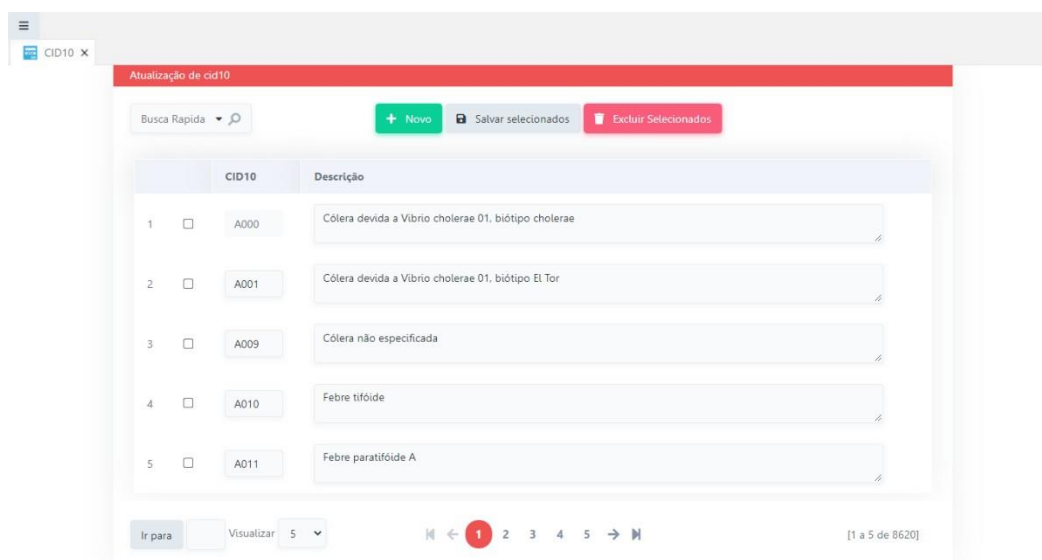 CID10
Atualização de cid10
Busca Rapida
Novo
Salvar selecionados
Excluir Selecionados
CID10 Descrição
1 A000 Cólera devida a Vibrio cholerae 01, biótipo cholerae
2 A001 Cólera devida a Vibrio cholerae 01, biótipo El Tor
3 A009 Cólera não especificada
4 A010 Febre tifóide
5 A011 Febre paratifóide A
Ir para Visualizar 5 1 2 3 4 5 [1 a 5 de 8620]